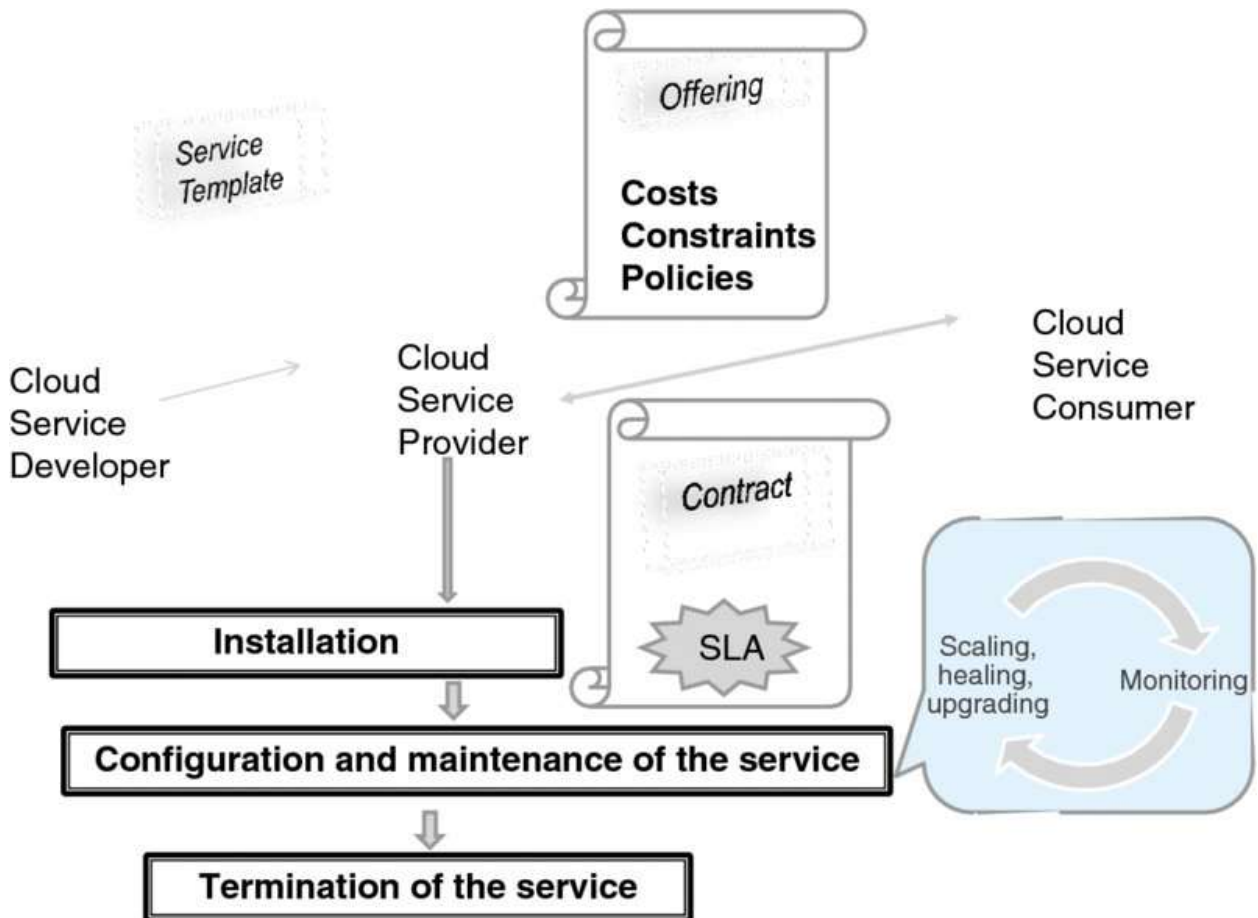 Offering
Service
Template
Costs
Constraints
Policies
Cloud
Service
Developer
Cloud
Service
Provider
Cloud
Service
Consumer
Contract
SLA
Installation
Scaling,
healing,
upgrading
Monitoring
Configuration and maintenance of the service
Termination of the service